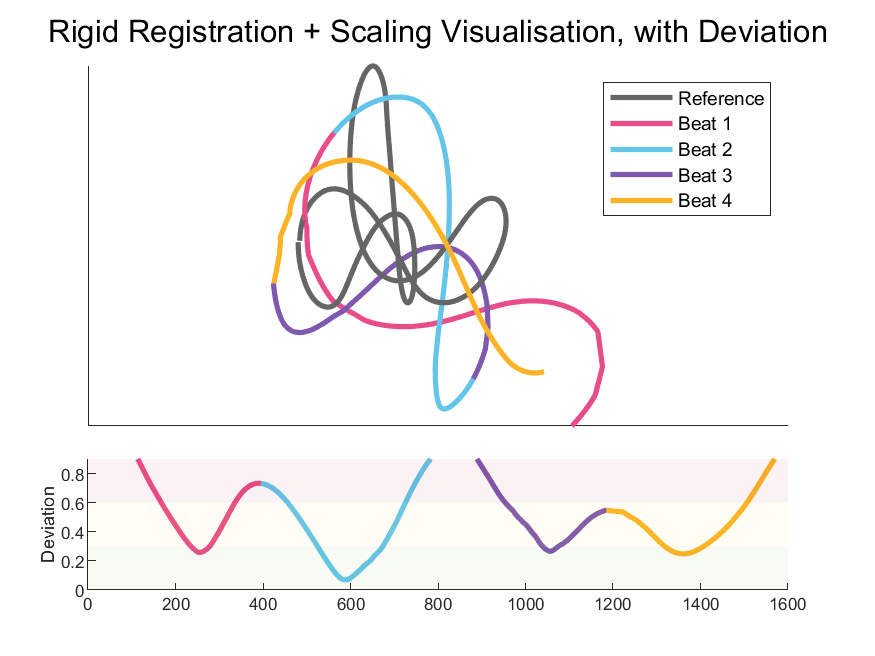 Rigid Registration + Scaling Visualisation, with Deviation
Reference
Beat 1
Beat 2
Beat 3
Beat 4
Deviation
0.8
0.6
0.4
0.2
0
0 200 400 600 800 1000 1200 1400 1600